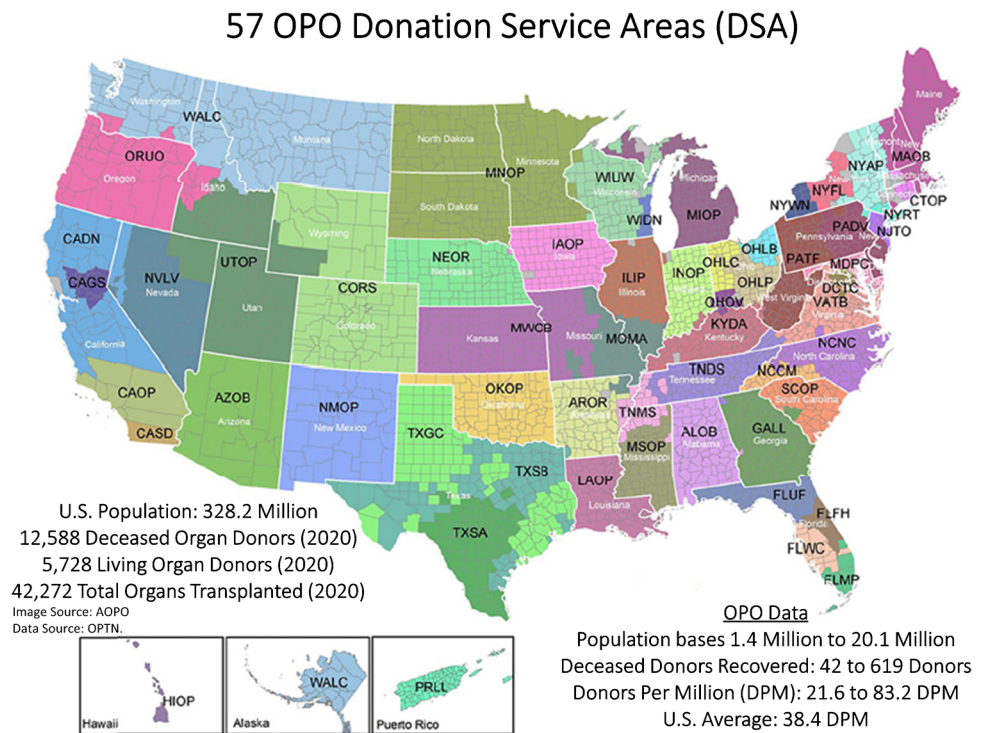 57 OPO Donation Service Areas (DSA)
Washington
WALC
Montana
North Dakota
MNOP
Minnesota
Maine
ORUO
Oregon
Idaho
South Dakota
WIUW
Wisconsin
Michigan
NYAP
MAOB
Wyoming
WIDN
MIOP
NYWN
NYFL
CTOP
NYRT
CADN
IAOP
Iowa
PADV
NJTO
NEOR
Nebraska
OHLB
Pennsylvania
PATF
UTOP
CAGS
NVLV
Nevada
ILIP
Illinois
INOP
OHLC
OHLP
MDPC
DCTC
CORS
Utah
Colorado
West Virginia
VATB
Virginia
OHOV
MWCB
Kansas
Missouri
MOMA
KYDA
Kentucky
California
NCNC
North Carolina
TNDS
Tennessee
NCCM
CAOP
AZOB
Arizona
NMOP
New Mexico
OKOP
Oklahoma
AROR
SCOP
South Carolina
CASD
TXGC
TNMS
MSOP
Mississippi
ALOB
Alabama
GALL
Georgia
TXSB
Texas
LAOP
Louisiana
TXSA
FLUF
FLFH
Florida
FLWC
FLMP
U.S. Population: 328.2 Million
12,588 Deceased Organ Donors (2020)
5,728 Living Organ Donors (2020)
42,272 Total Organs Transplanted (2020)
Image Source: AOPO
Data Source: OPTN.
HIOP
Hawaii
WALC
Alaska
PRLL
Puerto Rico
OPO Data
Population bases 1.4 Million to 20.1 Million
Deceased Donors Recovered: 42 to 619 Donors
Donors Per Million (DPM): 21.6 to 83.2 DPM
U.S. Average: 38.4 DPM